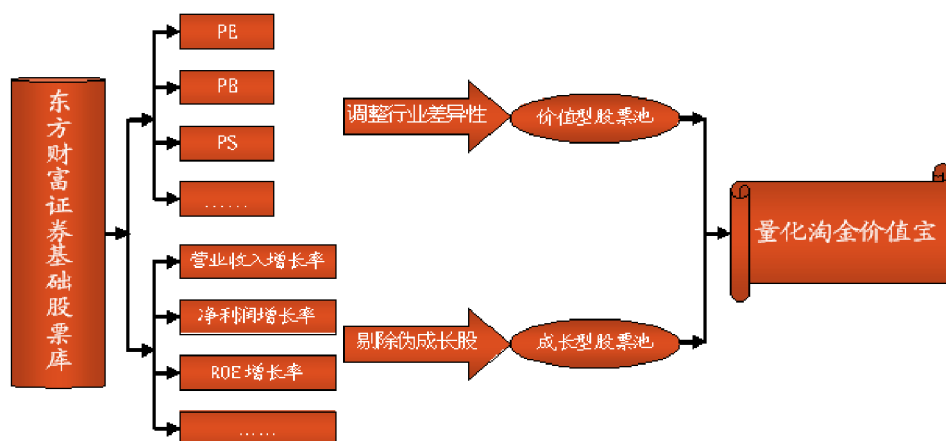 东方财富证券基础股票库
PE
PB
PS
......
调整行业差异性
价值型股票池
营业收入增长率
净利润增长率
ROE 增长率
......
剔除伪成长股
成长型股票池
量化淘金价值宝